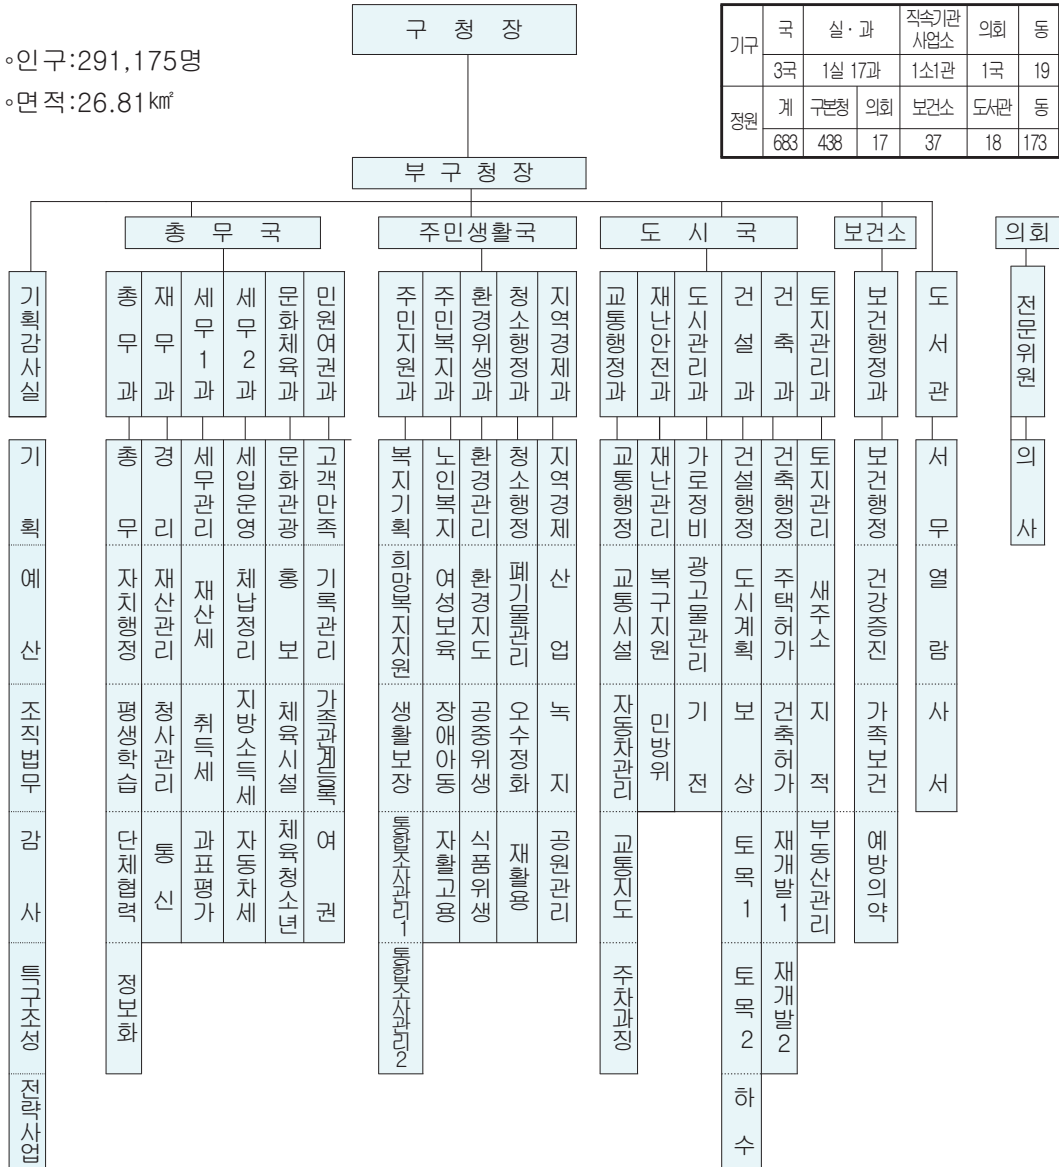 구 청 장
◦인구:291,175명
◦면적:26.81㎢
기구 국 실·과 직속기관 사업소 의회 동
3국 1실 17과 1소1관 1국 19
정원 계 구본청 의회 보건소 도서관 동
683 438 17 37 18 173
부 구 청 장
총 무 국
주민생활국
도 시 국
보건소
의회
기획감사실
총 무 과
재 무 과
세 무 1 과
세 무 2 과
문화체육과
민원여권과
주민지원과
주민복지과
환경위생과
청소행정과
지역경제과
교통행정과
재난안전과
도시관리과
건 설 과
건 축 과
토지관리과
보건행정과
도 서 관
전문위원
기 획
총 무
경 리
세무관리
세입운영
문화관광
고객만족
복지기획
노인복지
환경관리
청소행정
지역경제
교통행정
재난관리
가로정비
건설행정
건축행정
토지관리
보건행정
서 무
의 사
예 산
자치행정
재산관리
재산세
체납정리
홍 보
기록관리
희망복지지원
여성보육
환경지도
폐기물관리
산 업
교통시설
복구지원
광고물관리
도시계획
주택허가
새주소
건강증진
열 람
조직법무
평생학습
청사관리
취득세
지방소득세
체육시설
가족관계등록
생활보장
장애아동
공중위생
오수정화
녹 지
자동차관리
민방위
기 전
보 상
건축허가
지 적
가족보건
사 서
감 사
단체협력
통 신
과표평가
자동차세
체육청소년
여 권
통합조사관리1
자활고용
식품위생
재활용
공원관리
교통지도
토목1
재개발1
부동산관리
예방의약
특구조성
정보화
통합조사관리2
주차과징
토목2
재개발2
전략사업
하 수